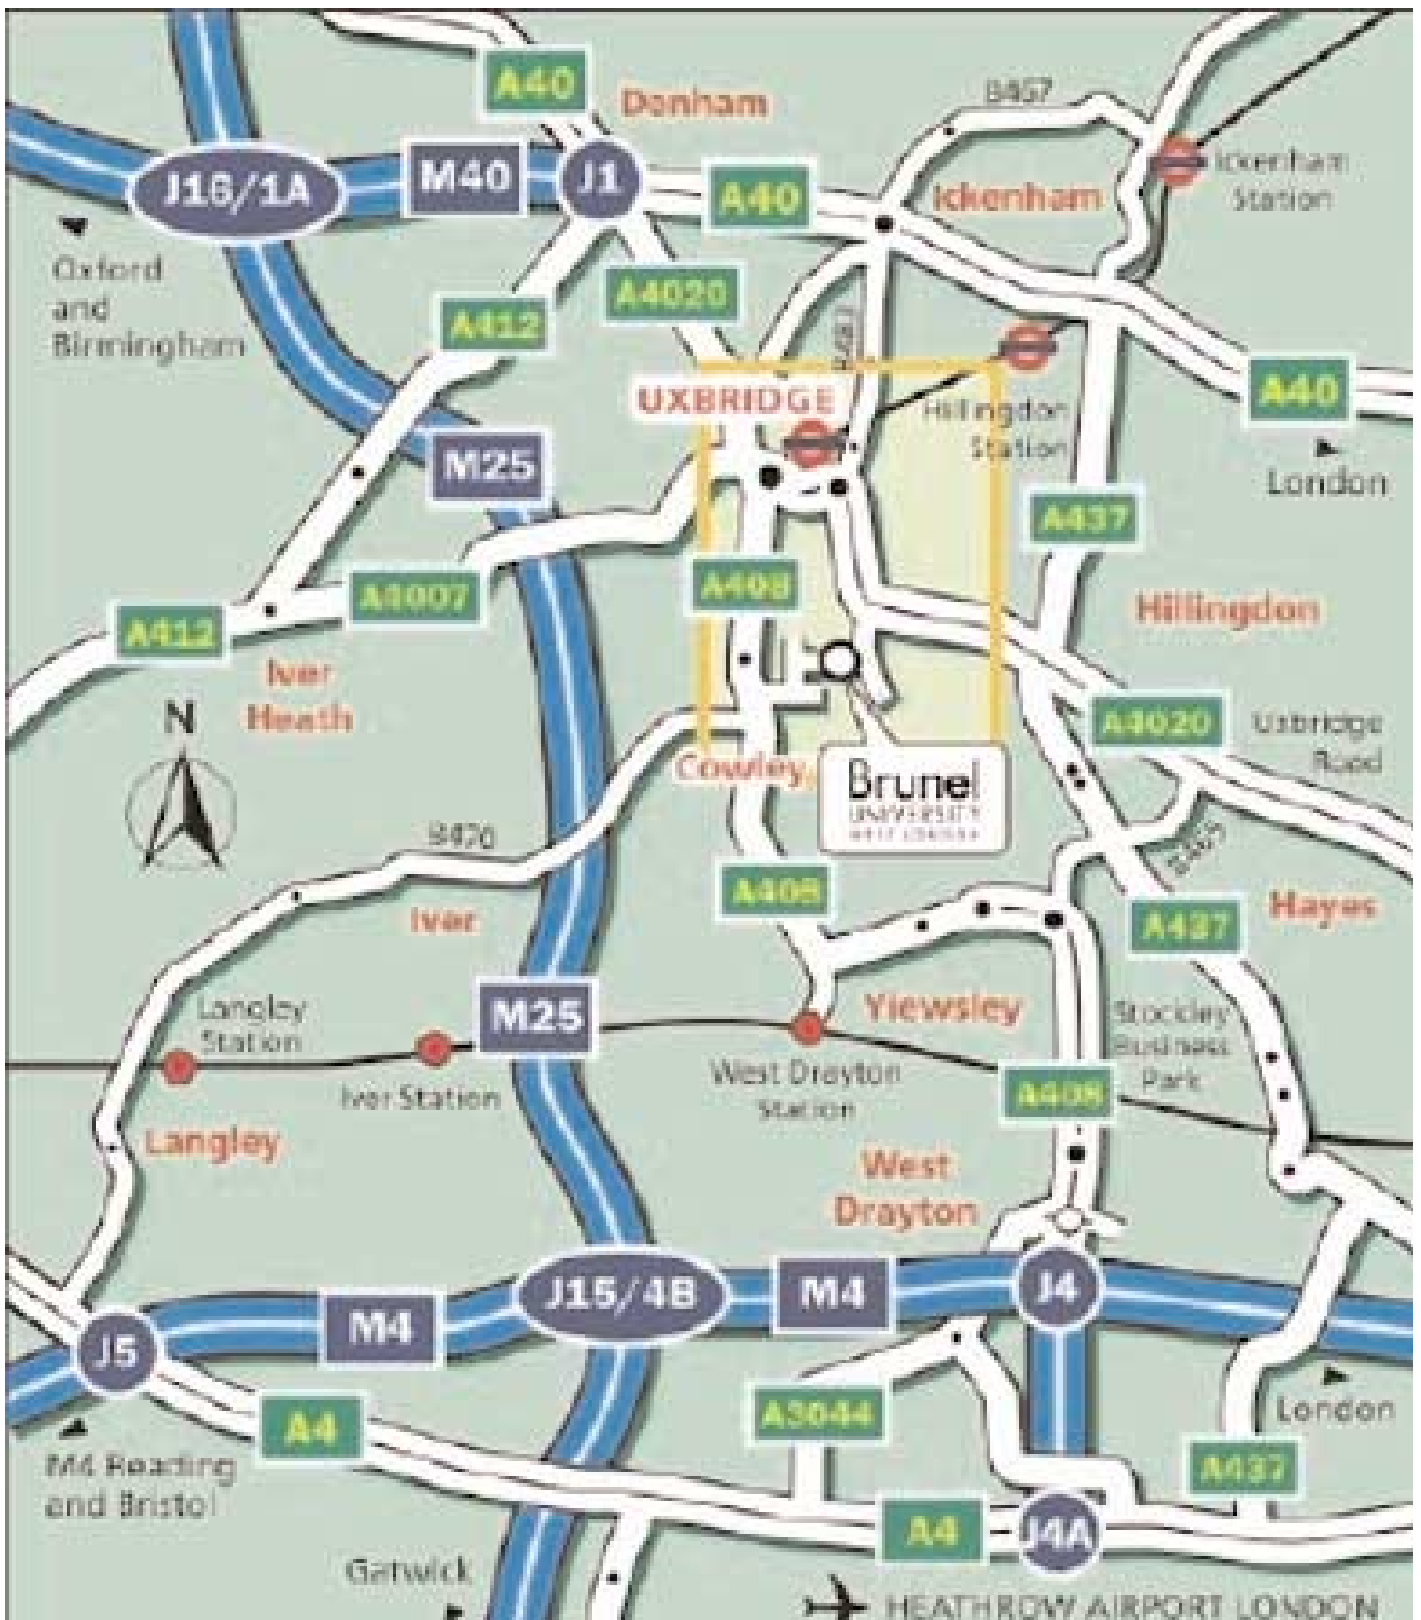 A40
Denham
B467
J16/1A
M40
J1
A40
Ickenham
Ickenham
Station
Oxford
and
Birmingham
A4020
A412
UXBRIDGE
Hillingdon
Station
A40
London
M25
A437
A408
A4007
A412
Hillingdon
Iver
Heath
N
A4020
Uxbridge
Road
Cowley
Brunel
UNIVERSITY
WEST LONDON
B470
A408
Iver
A437
Hayes
Langley
Station
M25
Yiewsley
Stockley
Business
Park
Iver Station
West Drayton
Station
A408
Langley
West
Drayton
J15/4B
M4
J4
M4
J5
London
A3044
A4
A437
M4 Reading
and Bristol
A4
J4A
Gatwick
HEATHROW AIRPORT LONDON